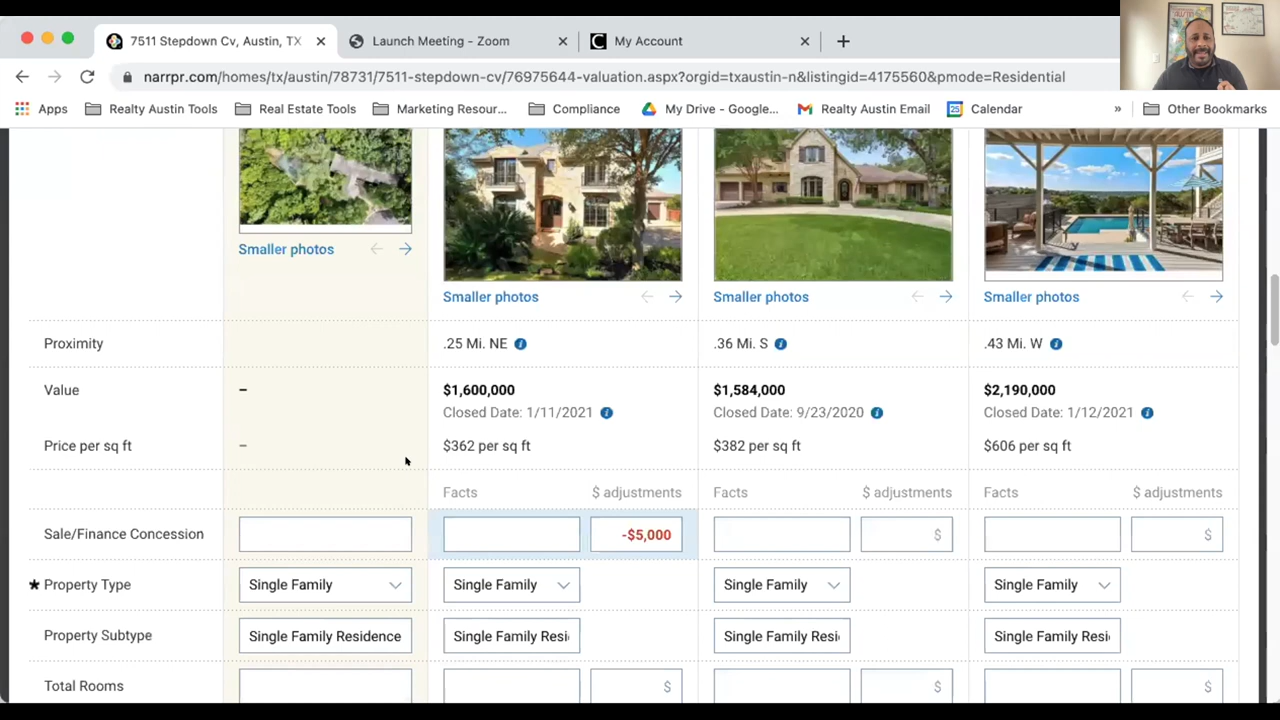 7511 Stepdown Cv, Austin, TX
Launch Meeting - Zoom
My Account
narrpr.com/homes/tx/austin/78731/7511-stepdown-cv/76975644-valuation.aspx?orgid=txaustin-n&listingid=4175560&pmode=Residential
Apps Realty Austin Tools Real Estate Tools Marketing Resour... Compliance My Drive - Google... Realty Austin Email Calendar » Other Bookmarks
Smaller photos
Smaller photos Smaller photos Smaller photos
Proximity .25 Mi. NE .36 Mi. S .43 Mi. W
Value – $1,600,000 $1,584,000 $2,190,000
Closed Date: 1/11/2021 Closed Date: 9/23/2020 Closed Date: 1/12/2021
Price per sq ft – $362 per sq ft $382 per sq ft $606 per sq ft
Facts $ adjustments Facts $ adjustments Facts $ adjustments
Sale/Finance Concession -$5,000 $ $
★ Property Type Single Family Single Family Single Family Single Family
Property Subtype Single Family Residence Single Family Resi Single Family Resi Single Family Resi
Total Rooms $ $ $